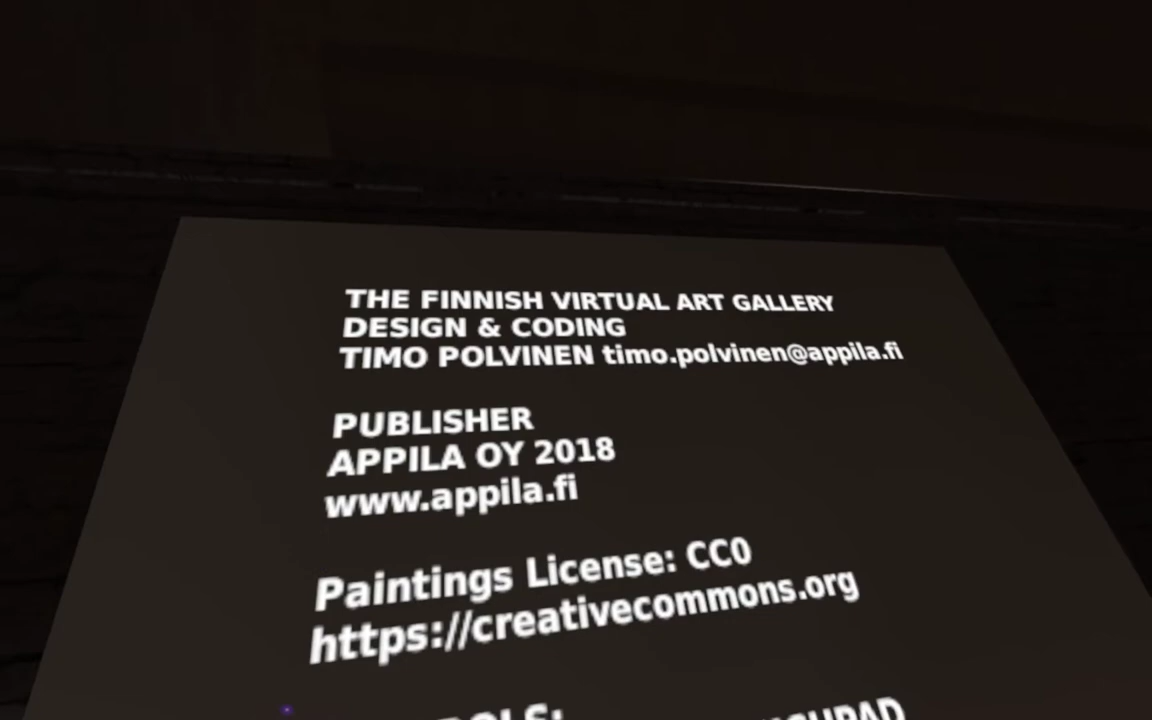 THE FINNISH VIRTUAL ART GALLERY
DESIGN & CODING
TIMO POLVINEN timo.polvinen@appila.fi
PUBLISHER
APPILA OY 2018
www.appila.fi
Paintings License: CC0
https://creativecommons.org